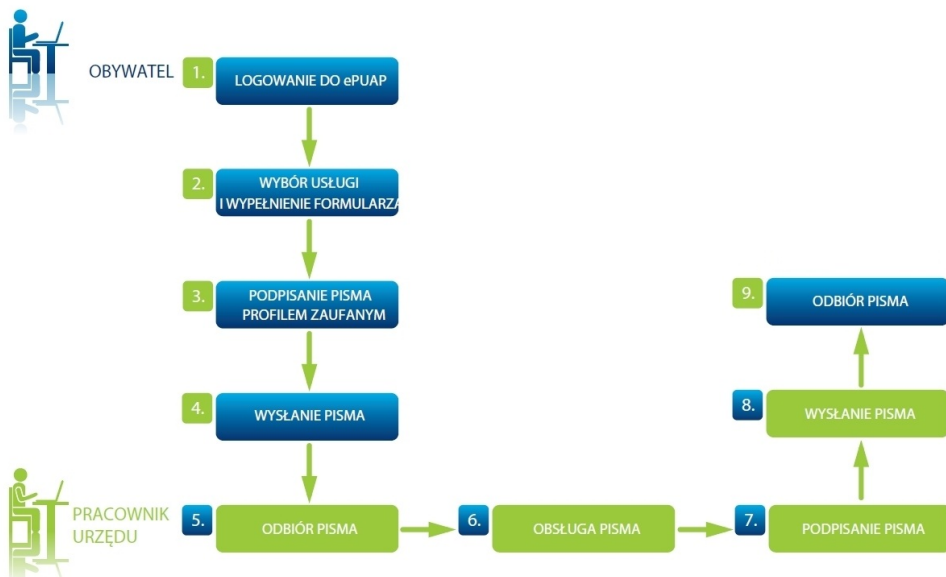 OBYWATEL
1.
LOGOWANIE DO ePUAP
2.
WYBÓR USŁUGI
I WYPEŁNIENIE FORMULARZA
3.
PODPISANIE PISMA
PROFILEM ZAUFANYM
4.
WYSŁANIE PISMA
PRACOWNIK
URZĘDU
5.
ODBIÓR PISMA
6.
OBSŁUGA PISMA
7.
PODPISANIE PISMA
8.
WYSŁANIE PISMA
9.
ODBIÓR PISMA